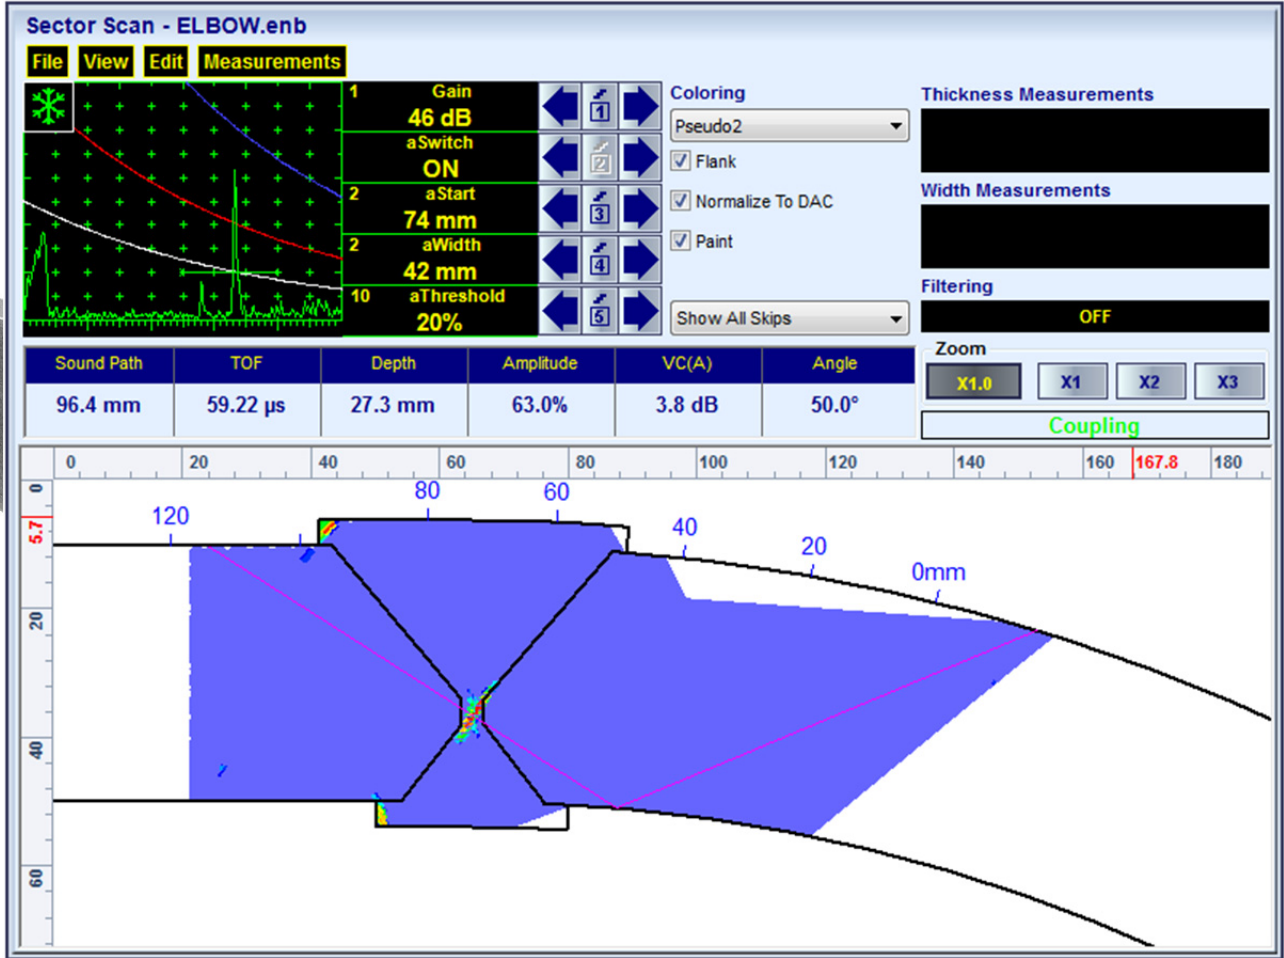 Sector Scan - ELBOW.enb
File View Edit Measurements
1 Gain
46 dB
aSwitch
ON
2 aStart
74 mm
2 aWidth
42 mm
10 aThreshold
20%
1
2
3
4
5
Coloring
Pseudo2
Flank
Normalize To DAC
Paint
Show All Skips
Thickness Measurements
Width Measurements
Filtering
OFF
Zoom
X1.0 X1 X2 X3
Coupling
Sound Path TOF Depth Amplitude VC(A) Angle
96.4 mm 59.22 µs 27.3 mm 63.0% 3.8 dB 50.0°
0 20 40 60 80 100 120 140 160 167.8 180
0
5.7
20
40
60
120 80 60 40 20 0mm